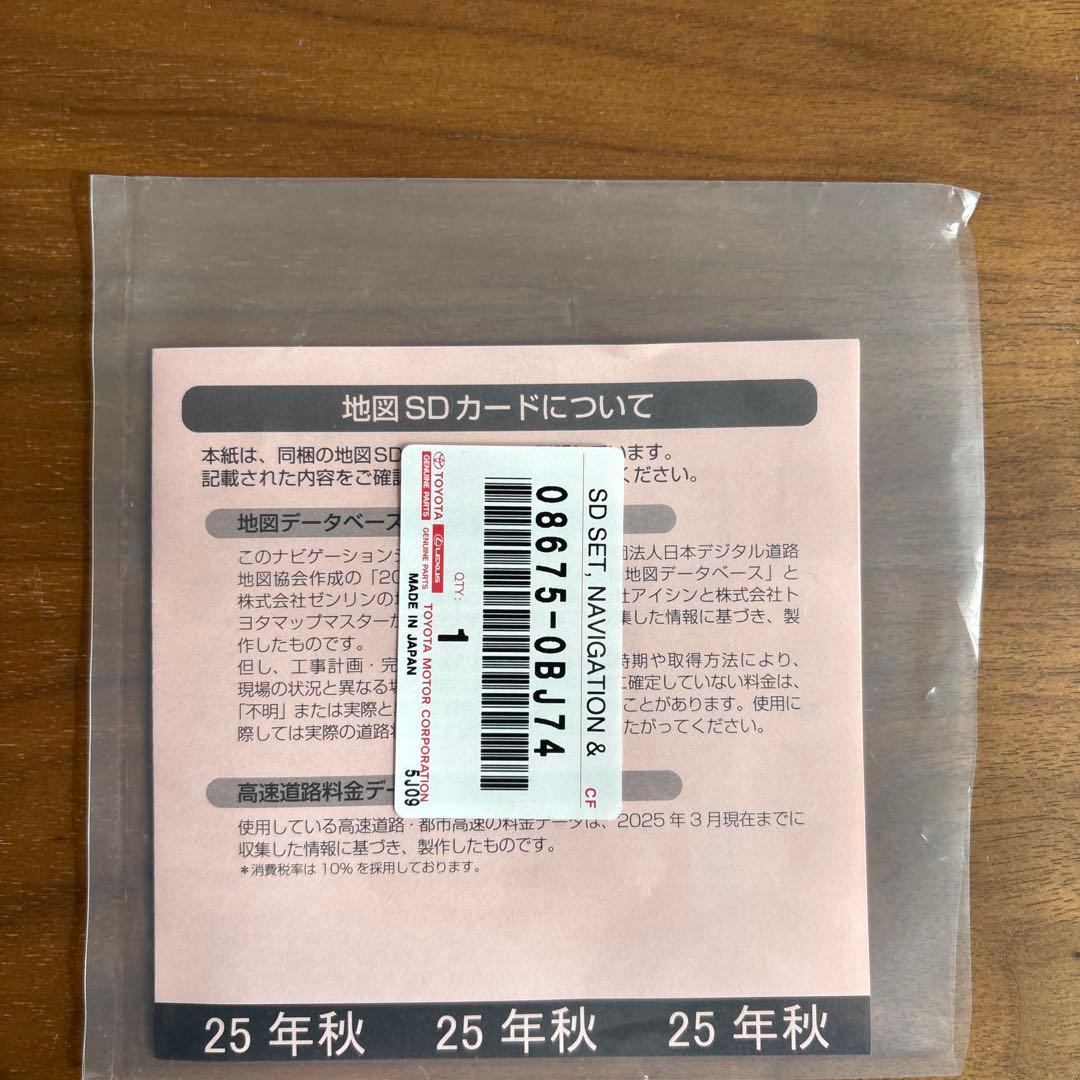 地図SDカードについて
本紙は、同梱の地図SD います。
記載された内容をご確認 ください。
地図データベース
このナビゲーション 団法人日本デジタル道路
地図協会作成の「20 地図データベース」と
株式会社ゼンリンの 社アイシンと株式会社ト
ヨタマップマスターが 集した情報に基づき、製
作したものです。
但し、工事計画・完 時期や取得方法により、
現場の状況と異なる場 に確定していない料金は、
「不明」または実際と ことがあります。使用に
際しては実際の道路 たがってください。
高速道路料金デー
使用している高速道路・都市高速の料金データは、2025年3月現在までに
収集した情報に基づき、製作したものです。
*消費税率は10%を採用しております。
25年秋 25年秋 25年秋
SD SET, NAVIGATION & CF
08675-0BJ74
QTY: 1
TOYOTA GENUINE PARTS
LEXUS GENUINE PARTS
TOYOTA MOTOR CORPORATION
MADE IN JAPAN 5J09